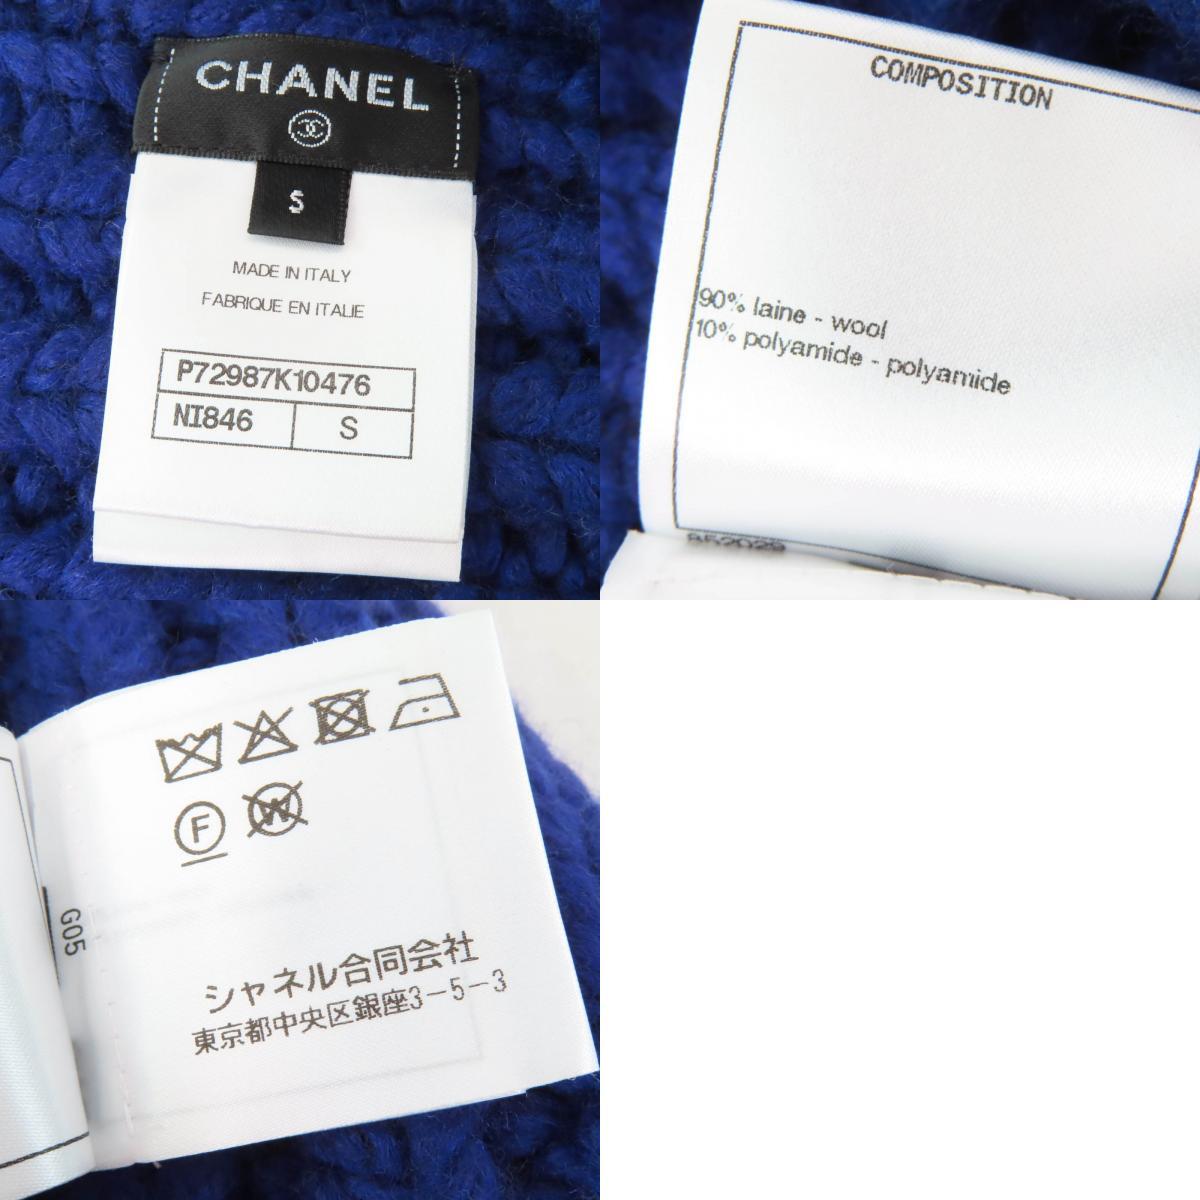 CHANEL
S
MADE IN ITALY
FABRIQUE EN ITALIE
P72987K10476
NI846 S
COMPOSITION
90% laine - wool
10% polyamide - polyamide
852029
F W
G05
シャネル合同会社
東京都中央区銀座3-5-3